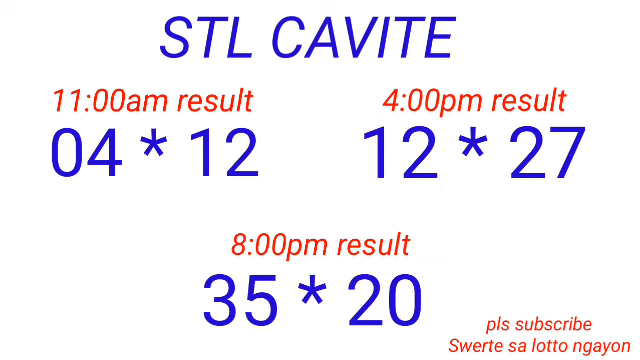 STL CAVITE
11:00am result
04 * 12
4:00pm result
12 * 27
8:00pm result
35 * 20
pls subscribe
Swerte sa lotto ngayon